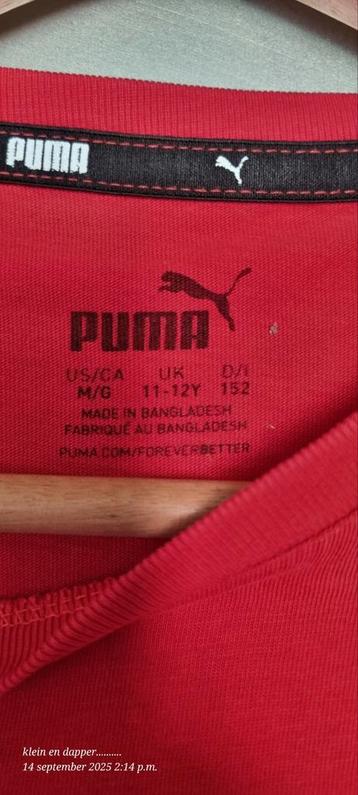 PUMA
PUMA
US/CA UK D/I
M/G 11-12Y 152
MADE IN BANGLADESH
FABRIQUÉ AU BANGLADESH
PUMA.COM/FOREVERBETTER
klein en dapper..........
14 september 2025 2:14 p.m.